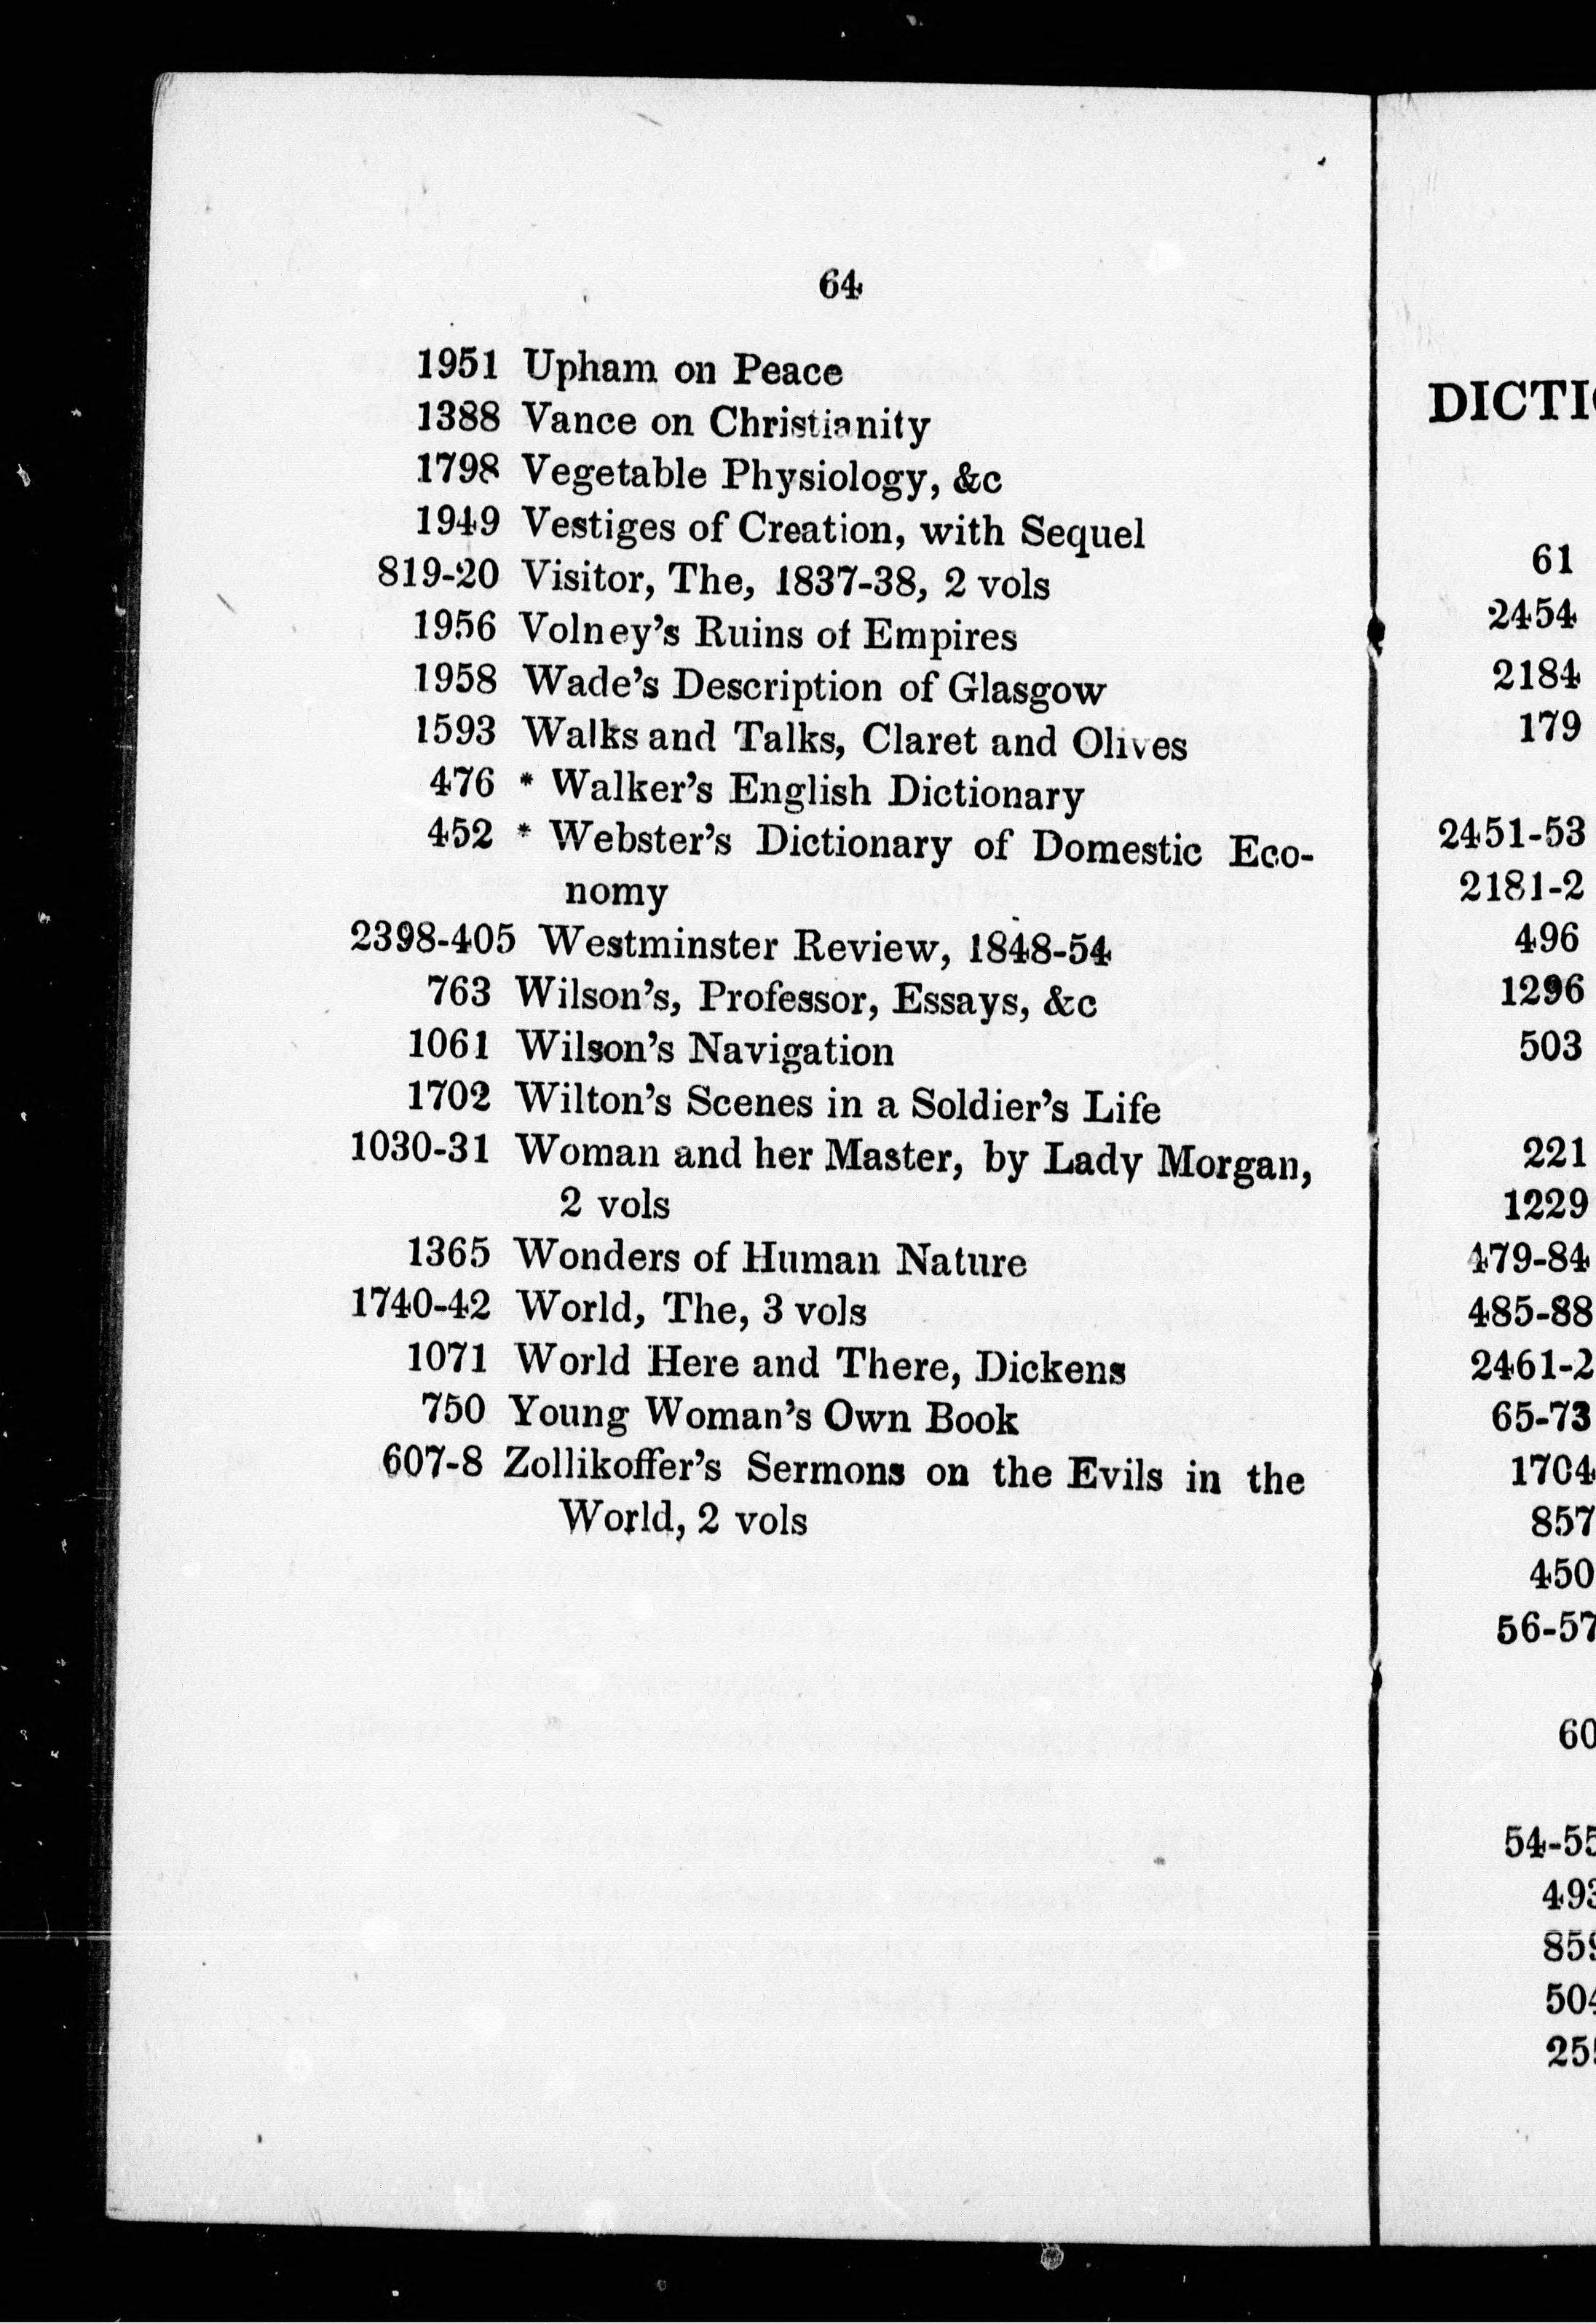 64
1951 Upham on Peace
1388 Vance on Christianity
1798 Vegetable Physiology, &c
1949 Vestiges of Creation, with Sequel
819-20 Visitor, The, 1837-38, 2 vols
1956 Volney's Ruins of Empires
1958 Wade's Description of Glasgow
1593 Walks and Talks, Claret and Olives
476 * Walker's English Dictionary
452 * Webster's Dictionary of Domestic Eco-
nomy
2398-405 Westminster Review, 1848-54
763 Wilson's, Professor, Essays, &c
1061 Wilson's Navigation
1702 Wilton's Scenes in a Soldier's Life
1030-31 Woman and her Master, by Lady Morgan,
2 vols
1365 Wonders of Human Nature
1740-42 World, The, 3 vols
1071 World Here and There, Dickens
750 Young Woman's Own Book
607-8 Zollikoffer's Sermons on the Evils in the
World, 2 vols
61
2454
2184
179
2451-53
2181-2
496
1296
503
221
1229
479-84
485-88
2461-2
65-73
1704
857
450
56-57
60
54-55